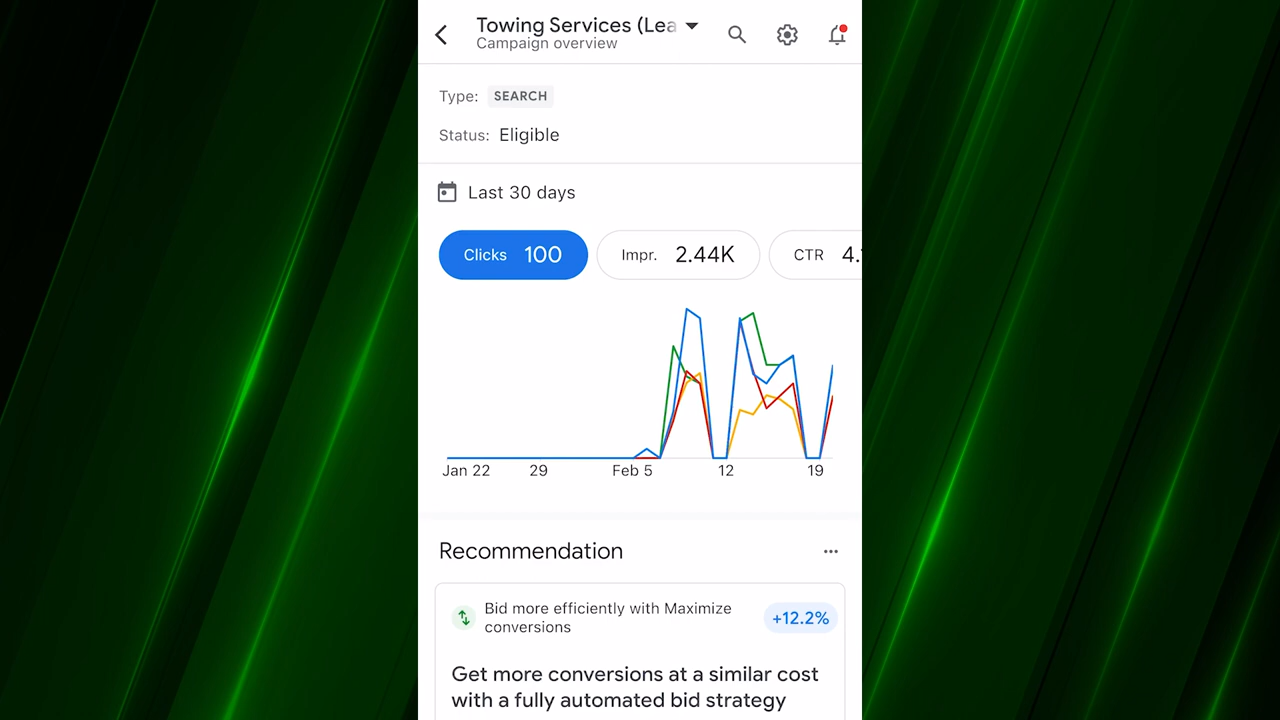 Towing Services (Lea
Campaign overview
Type: SEARCH
Status: Eligible
Last 30 days
Clicks 100 Impr. 2.44K CTR 4.
Jan 22 29 Feb 5 12 19
Recommendation
Bid more efficiently with Maximize
conversions
+12.2%
Get more conversions at a similar cost
with a fully automated bid strategy